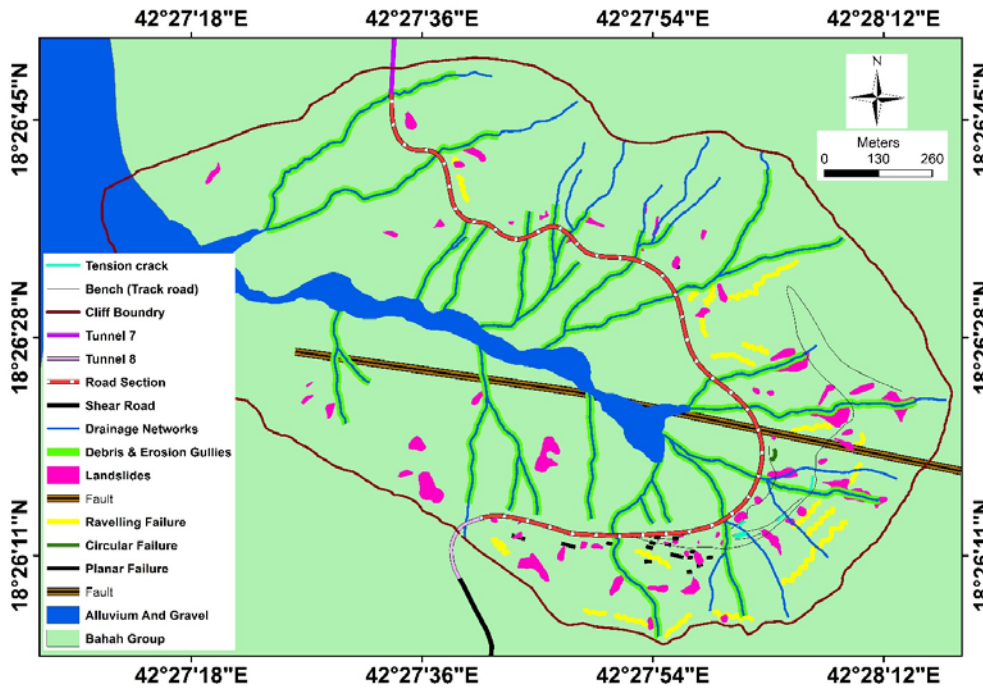 42°27'18"E 42°27'36"E 42°27'54"E 42°28'12"E
18°26'45"N
18°26'28"N
18°26'11"N
N
Meters
0 130 260
Tension crack
Bench (Track road)
Cliff Boundry
Tunnel 7
Tunnel 8
Road Section
Shear Road
Drainage Networks
Debris & Erosion Gullies
Landslides
Fault
Ravelling Failure
Circular Failure
Planar Failure
Fault
Alluvium And Gravel
Bahah Group
18°26'45"N
18°26'28"N
18°26'11"N
42°27'18"E 42°27'36"E 42°27'54"E 42°28'12"E